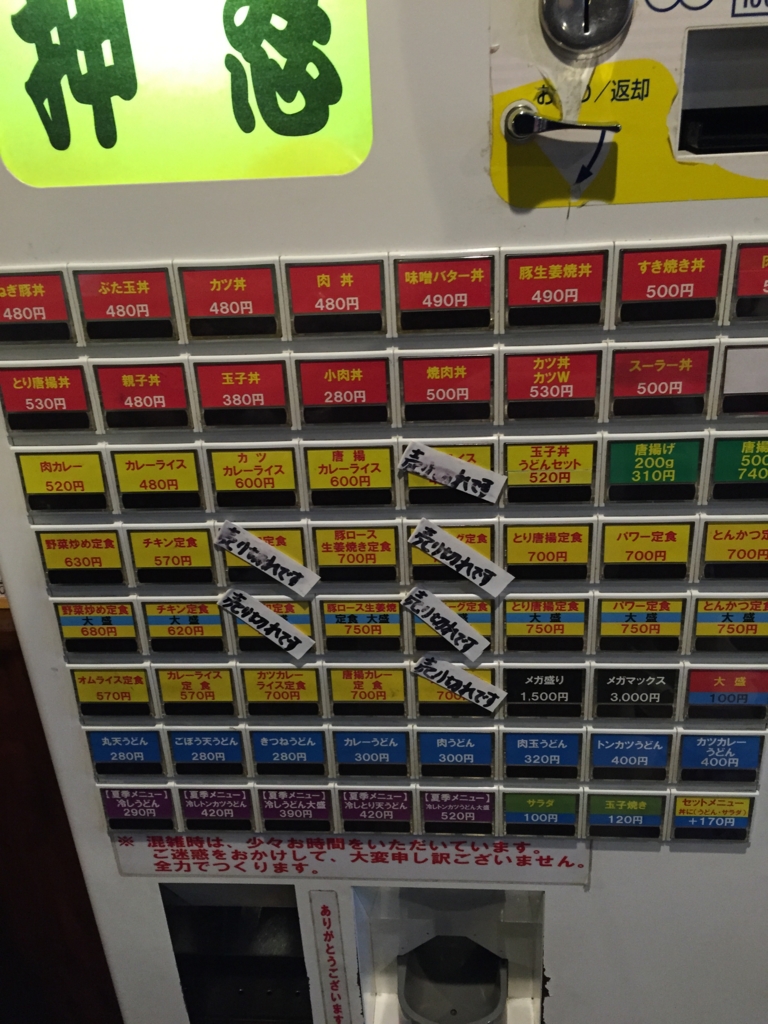 押忍
おつり/返却
ねぎ豚丼 ぶた玉丼 カツ丼 肉丼 味噌バター丼 豚生姜焼丼 すき焼き丼
480円 480円 480円 480円 490円 490円 500円
とり唐揚丼 親子丼 玉子丼 小肉丼 焼肉丼 カツ丼 カツW スーラー丼
530円 480円 380円 280円 500円 530円 500円
肉カレー カレーライス カツカレーライス 唐揚カレーライス 売り切れです 玉子丼うどんセット 唐揚げ200g
520円 480円 600円 600円 520円 310円 740
野菜炒め定食 チキン定食 売り切れです 豚ロース生姜焼き定食 売り切れです とり唐揚定食 パワー定食 とんかつ定
630円 570円 700円 700円 700円 700円
野菜炒め定食大盛 チキン定食大盛 売り切れです 豚ロース生姜焼定食 大盛 売り切れです とり唐揚定食大盛 パワー定食大盛 とんかつ定食大盛
680円 620円 750円 750円 750円 750円
オムライス定食 カレーライス定食 カツカレーライス定食 唐揚カレー定食 売り切れです メガ盛り メガマックス 大盛
570円 570円 700円 700円 700 1,500円 3,000円 100円
丸天うどん ごぼう天うどん きつねうどん カレーうどん 肉うどん 肉玉うどん トンカツうどん カツカレーうどん
280円 280円 280円 300円 300円 320円 400円 400円
【夏季メニュー】冷しうどん 【夏季メニュー】冷しトンカツうどん 【夏季メニュー】冷しうどん大盛 【夏季メニュー】冷しとり天うどん 【夏季メニュー】冷しトンカツうどん大盛 サラダ 玉子焼き セットメニュー丼に(うどん・サラダ)
290円 420円 390円 420円 520円 100円 120円 +170円
※ 混雑時は、少々お時間をいただいています。
ご迷惑をおかけして、大変申し訳ございません。
全力でつくります。
ありがとうございます